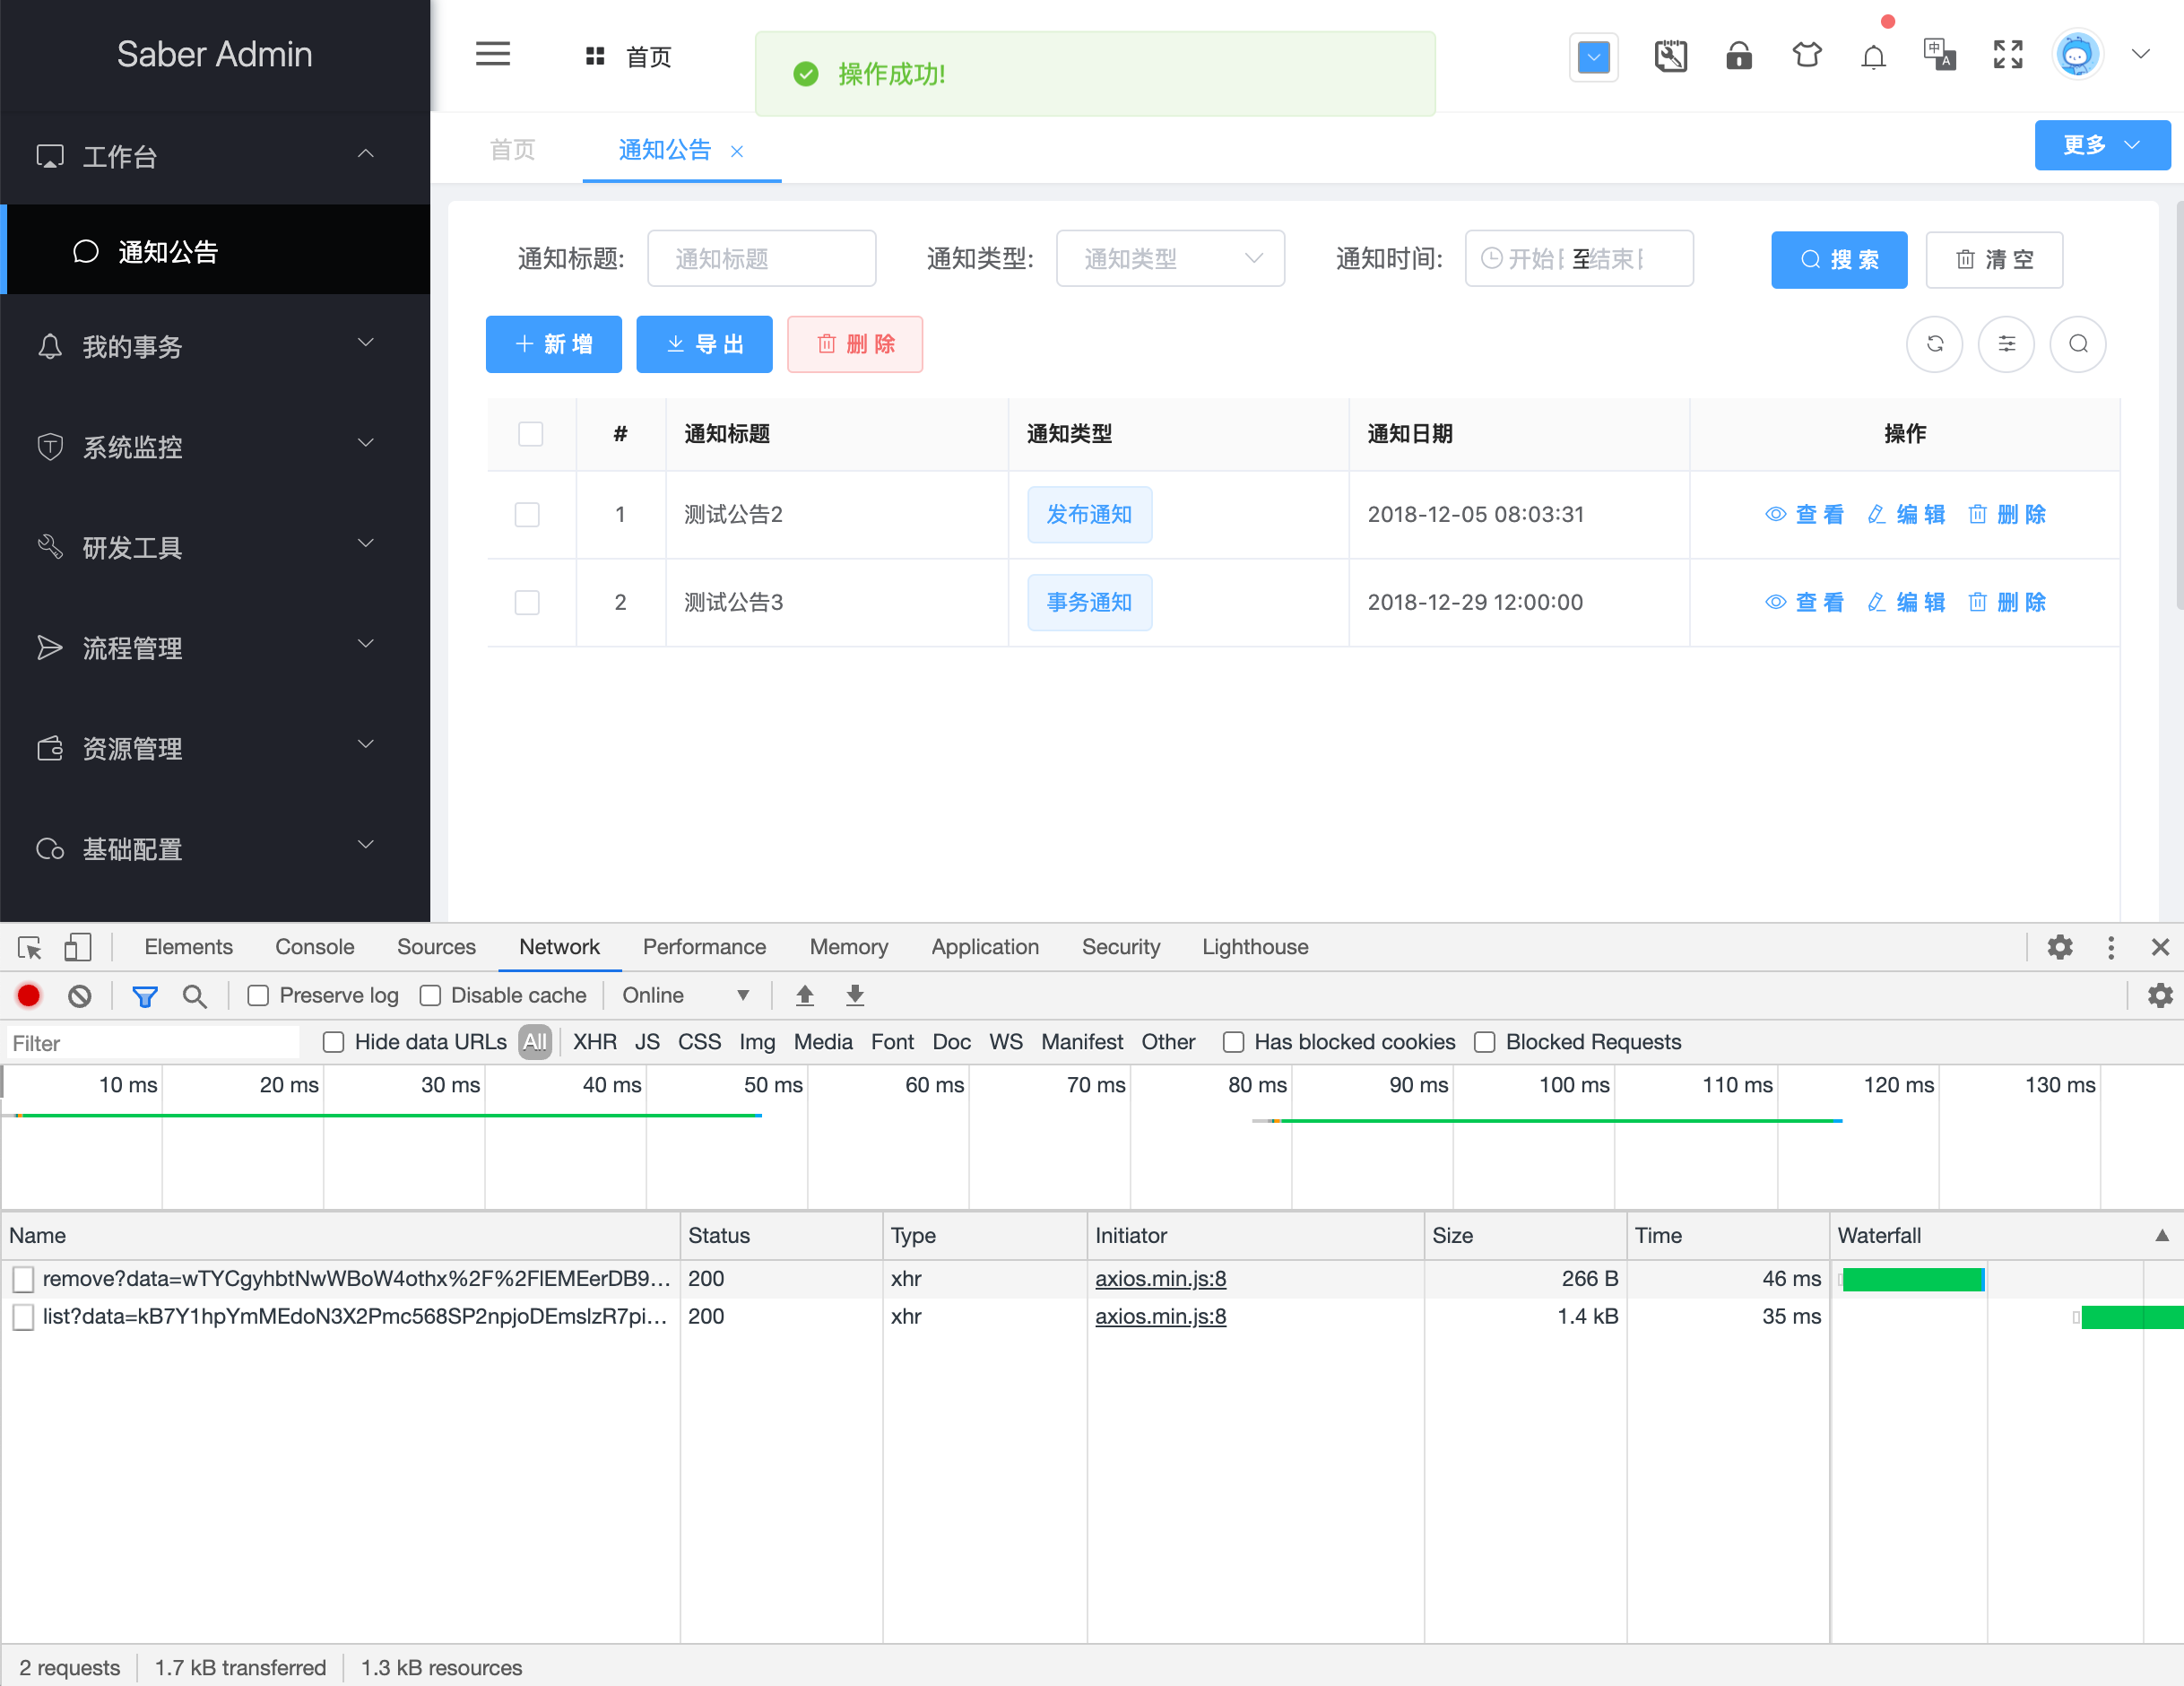 Saber Admin
首页
操作成功!
工作台
通知公告
我的事务
系统监控
研发工具
流程管理
资源管理
基础配置
首页 通知公告 更多
通知标题: 通知标题 通知类型: 通知类型 通知时间: 开始 至 结束 搜 索 清 空
新 增 导 出 删 除
# 通知标题 通知类型 通知日期 操作
1 测试公告2 发布通知 2018-12-05 08:03:31 查 看 编 辑 删 除
2 测试公告3 事务通知 2018-12-29 12:00:00 查 看 编 辑 删 除
Elements Console Sources Network Performance Memory Application Security Lighthouse
Preserve log Disable cache Online
Filter Hide data URLs All XHR JS CSS Img Media Font Doc WS Manifest Other Has blocked cookies Blocked Requests
10 ms 20 ms 30 ms 40 ms 50 ms 60 ms 70 ms 80 ms 90 ms 100 ms 110 ms 120 ms 130 ms
Name Status Type Initiator Size Time Waterfall
remove?data=wTYCgyhbtNwWBoW4othx%2F%2FlEMEerDB9… 200 xhr axios.min.js:8 266 B 46 ms
list?data=kB7Y1hpYmMEdoN3X2Pmc568SP2npjoDEmslzR7pi… 200 xhr axios.min.js:8 1.4 kB 35 ms
2 requests 1.7 kB transferred 1.3 kB resources